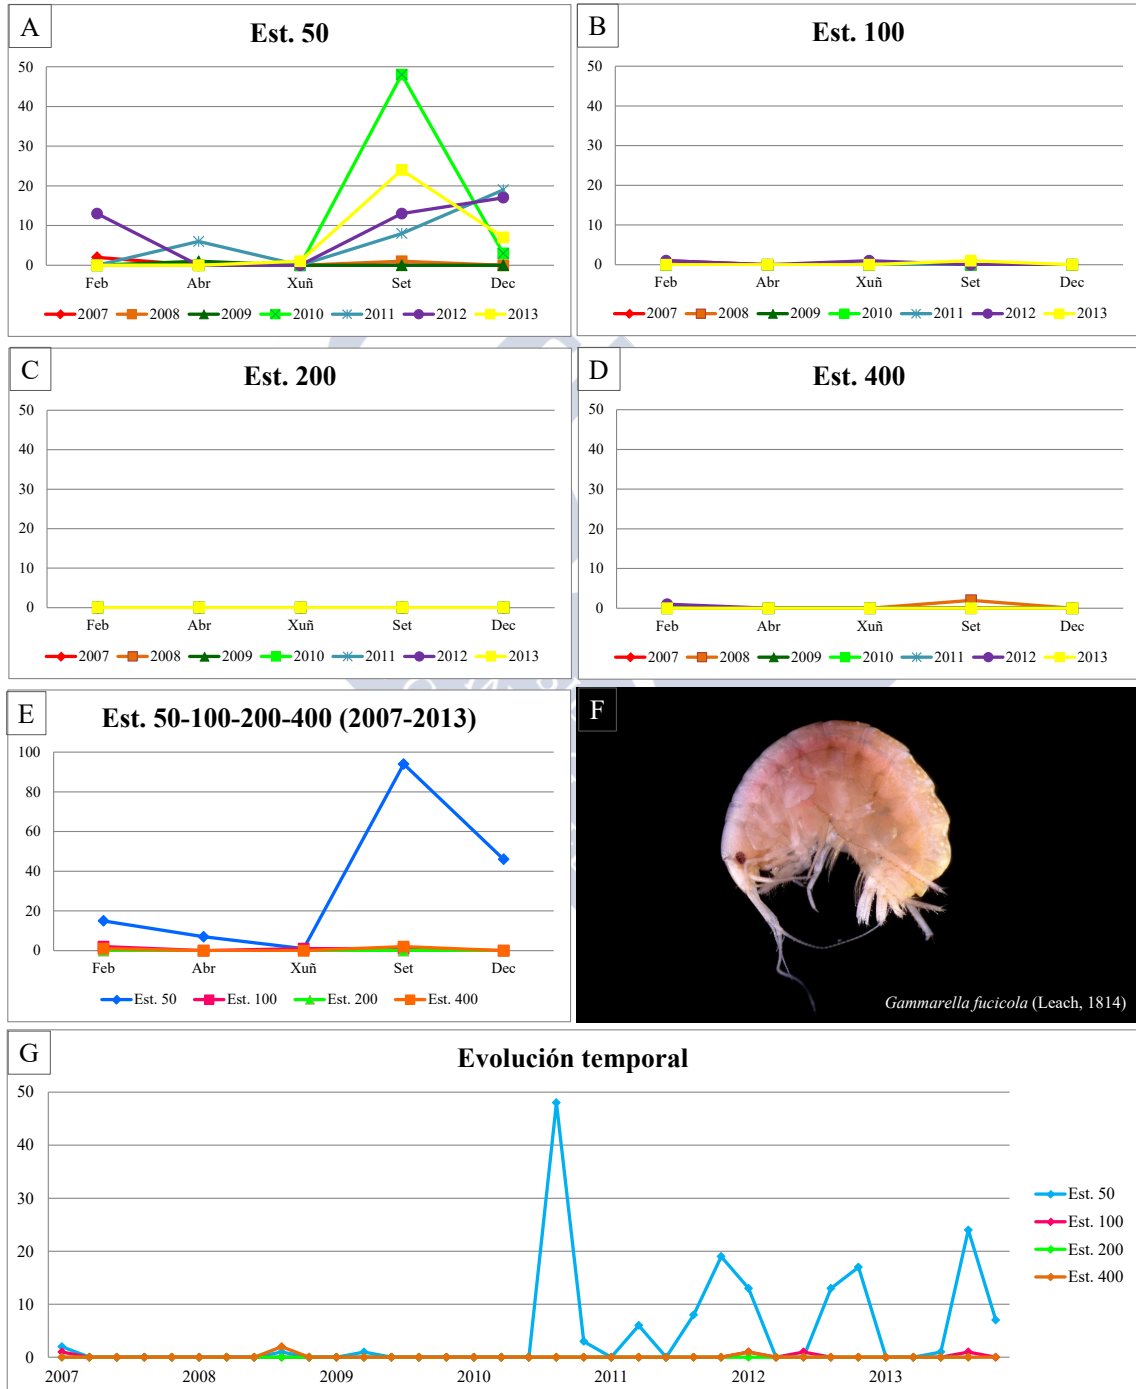 A
Est. 50
50
40
30
20
10
0
Feb Abr Xuñ Set Dec
2007 2008 2009 2010 2011 2012 2013
B
Est. 100
50
40
30
20
10
0
Feb Abr Xuñ Set Dec
2007 2008 2009 2010 2011 2012 2013
C
Est. 200
50
40
30
20
10
0
Feb Abr Xuñ Set Dec
2007 2008 2009 2010 2011 2012 2013
D
Est. 400
50
40
30
20
10
0
Feb Abr Xuñ Set Dec
2007 2008 2009 2010 2011 2012 2013
E
Est. 50-100-200-400 (2007-2013)
100
80
60
40
20
0
Feb Abr Xuñ Set Dec
Est. 50 Est. 100 Est. 200 Est. 400
F
Gammarella fucicola (Leach, 1814)
G
Evolución temporal
50
40
30
20
10
0
2007 2008 2009 2010 2011 2012 2013
Est. 50
Est. 100
Est. 200
Est. 400